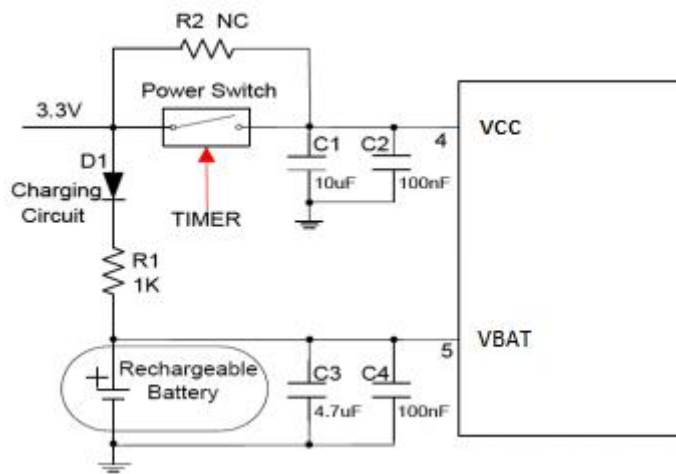 R2 NC
Power Switch
3.3V
4
VCC
D1
C1
C2
10uF
100nF
Charging
Circuit
TIMER
R1
1K
5
VBAT
+
Rechargeable
Battery
C3
C4
4.7uF
100nF